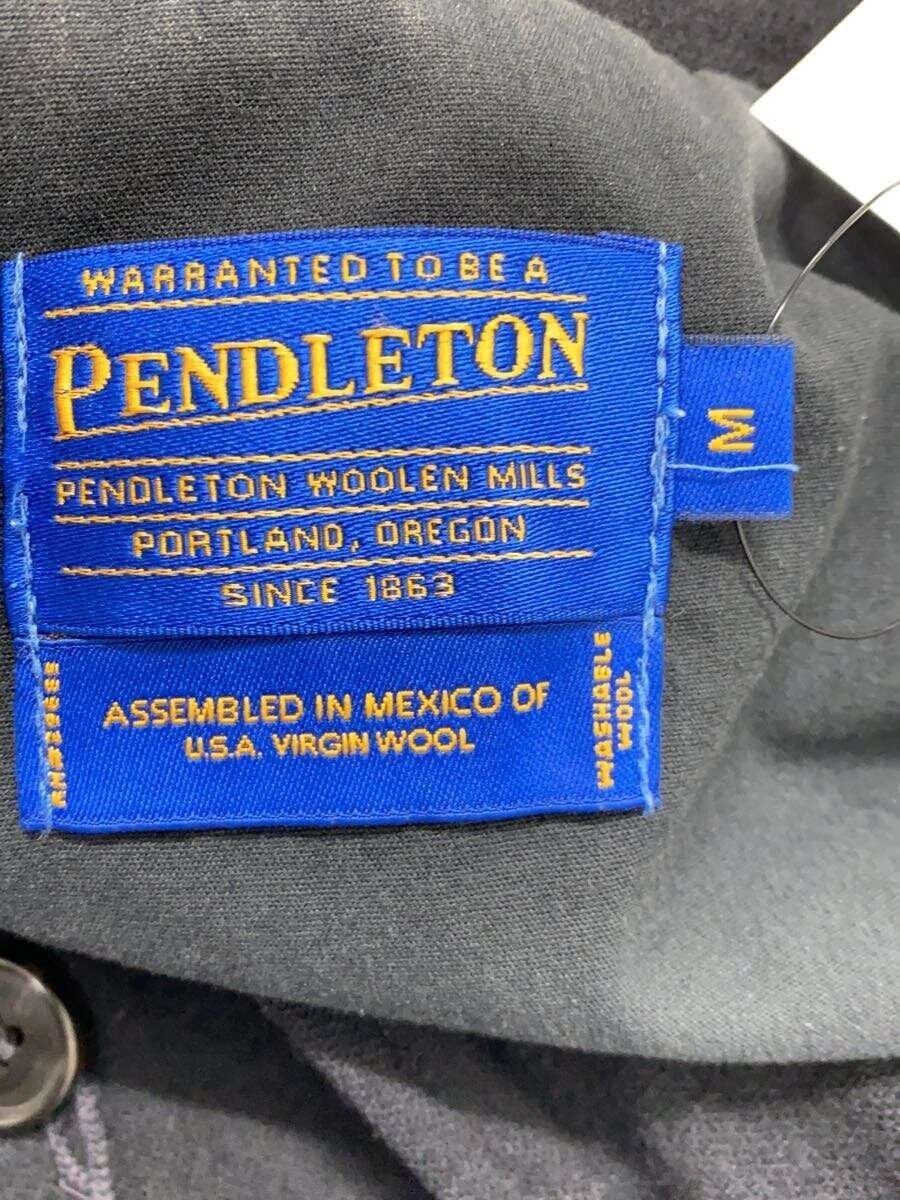 WARRANTED TO BE A
PENDLETON
PENDLETON WOOLEN MILLS
PORTLAND, OREGON
SINCE 1863
M
ASSEMBLED IN MEXICO OF
U.S.A. VIRGIN WOOL
WASHABLE
WOOL